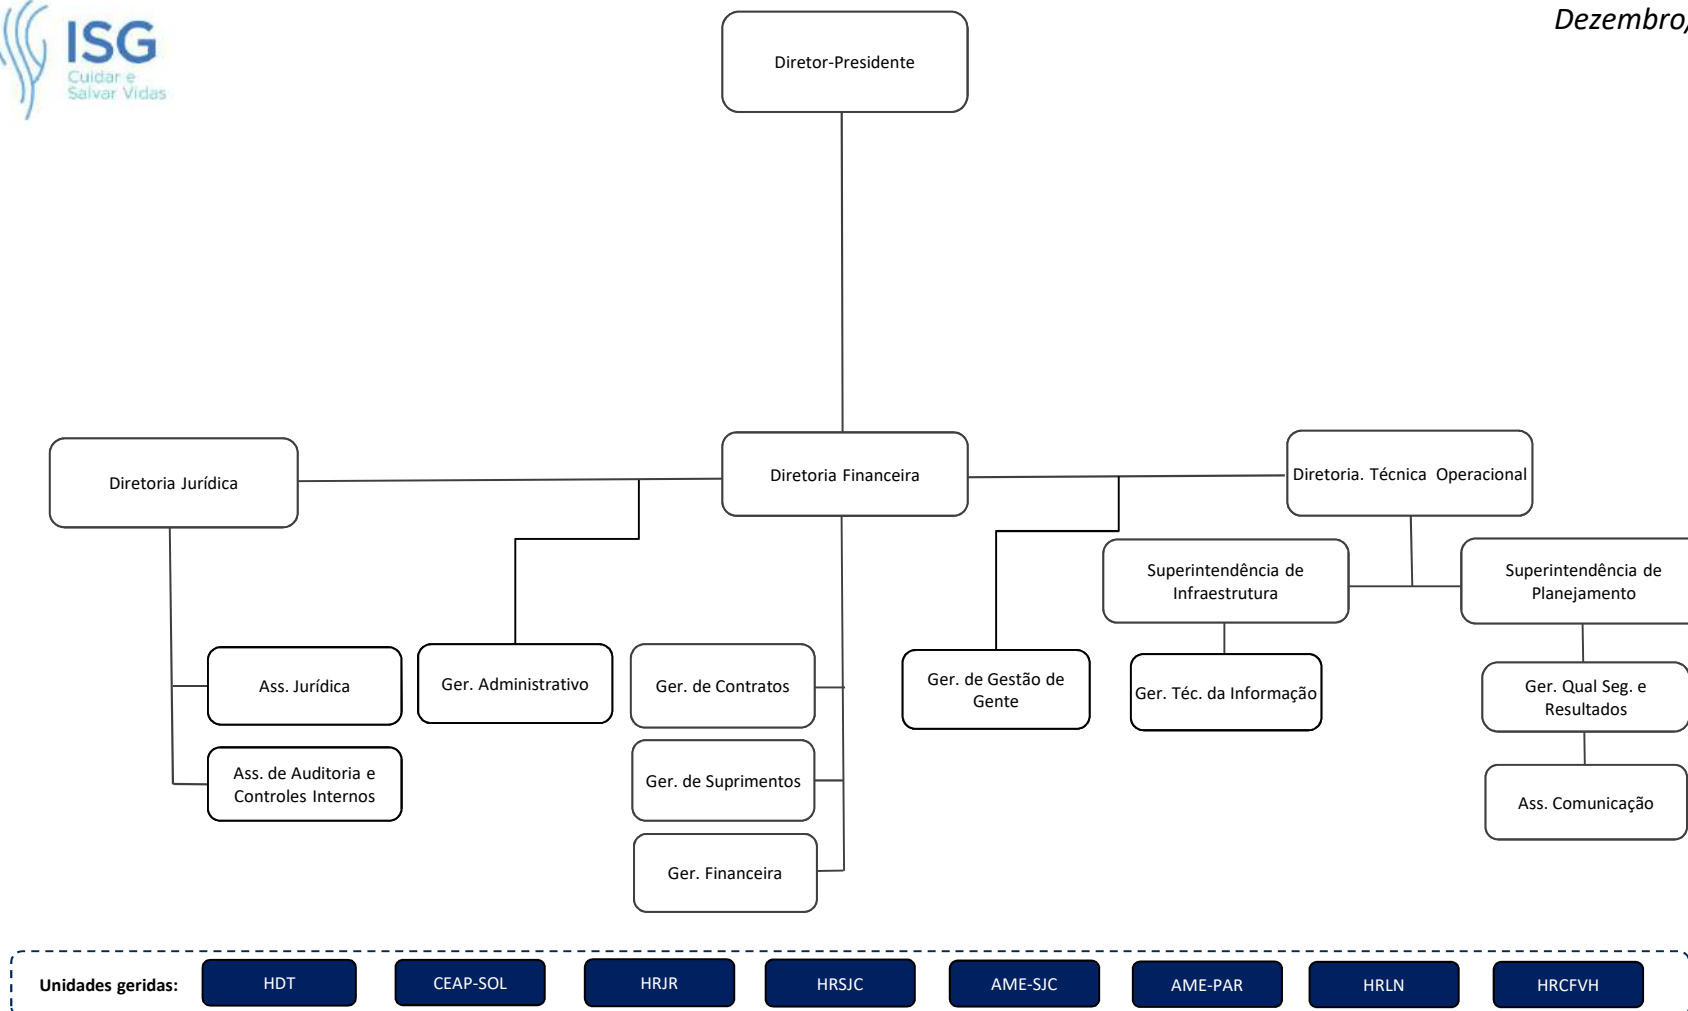 ISG
Cuidar e
Salvar Vidas
Dezembro/
Diretor-Presidente
Diretoria Jurídica
Diretoria Financeira
Diretoria. Técnica Operacional
Superintendência de
Infraestrutura
Superintendência de
Planejamento
Ass. Jurídica
Ger. Administrativo
Ger. de Contratos
Ger. de Gestão de
Gente
Ger. Téc. da Informação
Ger. Qual Seg. e
Resultados
Ass. de Auditoria e
Controles Internos
Ger. de Suprimentos
Ass. Comunicação
Ger. Financeira
Unidades geridas:
HDT
CEAP-SOL
HRJR
HRSJC
AME-SJC
AME-PAR
HRLN
HRCFVH